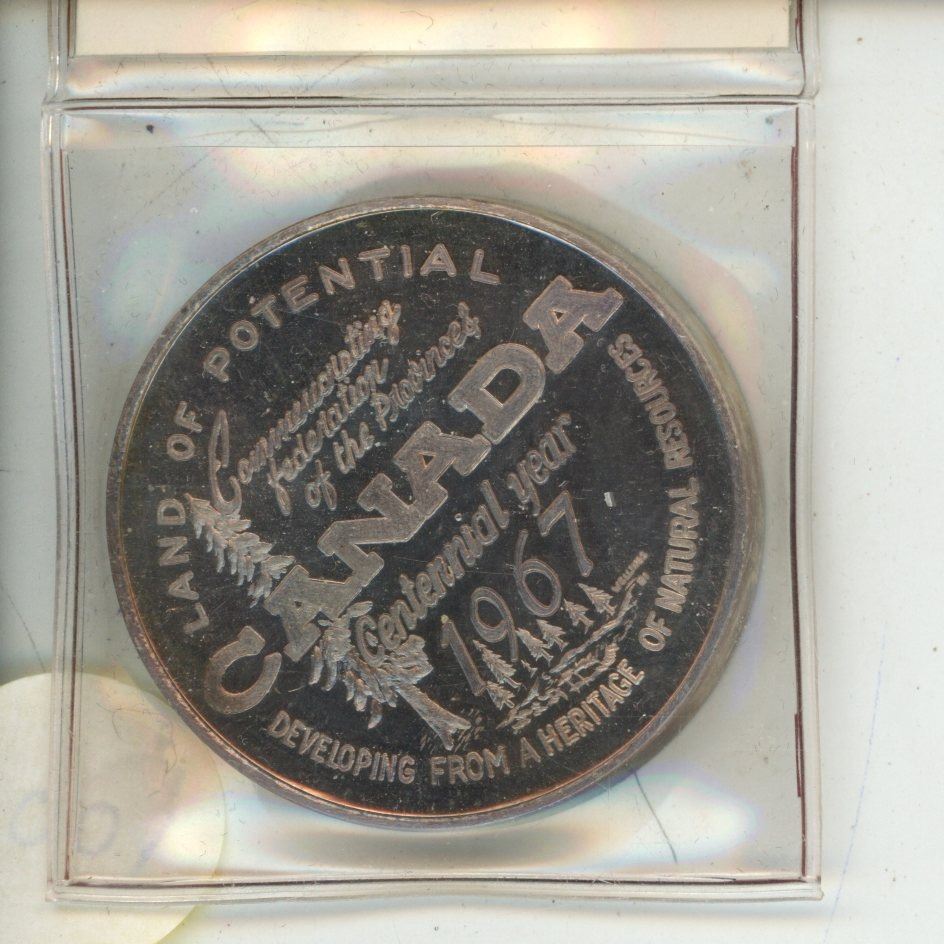 LAND OF POTENTIAL
Commemorating
federation
of the Provinces
CANADA
Centennial year
1967
DEVELOPING FROM A HERITAGE OF NATURAL RESOURCES